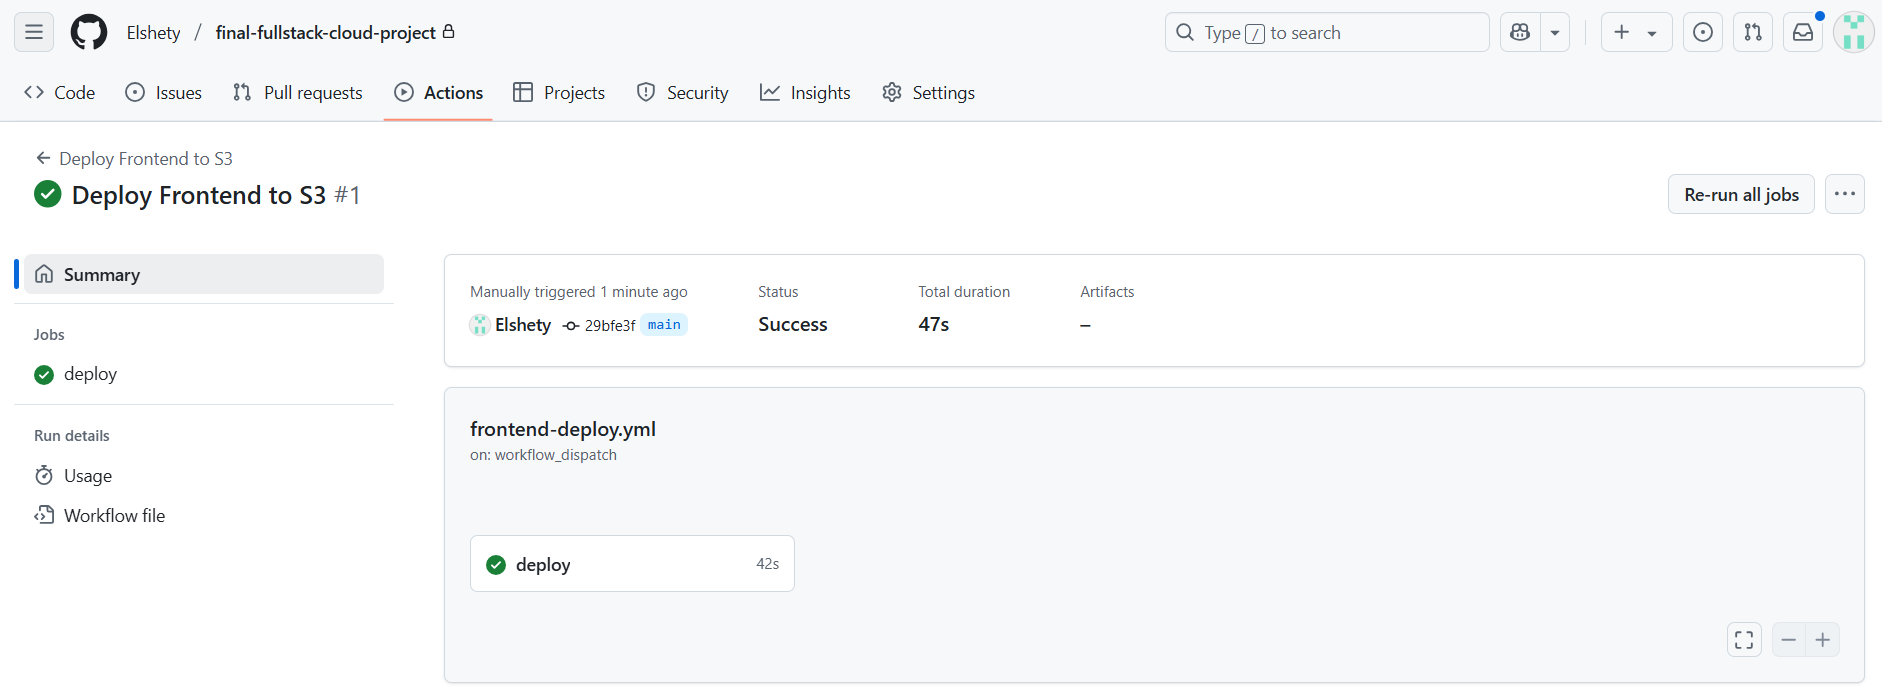 Elshety / final-fullstack-cloud-project
Type / to search
Code
Issues
Pull requests
Actions
Projects
Security
Insights
Settings
Deploy Frontend to S3
Deploy Frontend to S3 #1
Re-run all jobs
Summary
Jobs
deploy
Run details
Usage
Workflow file
Manually triggered 1 minute ago
Elshety 29bfe3f main
Status
Success
Total duration
47s
Artifacts
–
frontend-deploy.yml
on: workflow_dispatch
deploy 42s